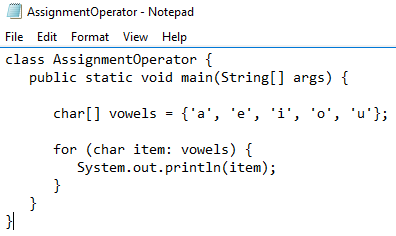 AssignmentOperator - Notepad
File Edit Format View Help
class AssignmentOperator {
public static void main(String[] args) {
char[] vowels = {'a', 'e', 'i', 'o', 'u'};
for (char item: vowels) {
System.out.println(item);
}
}
}